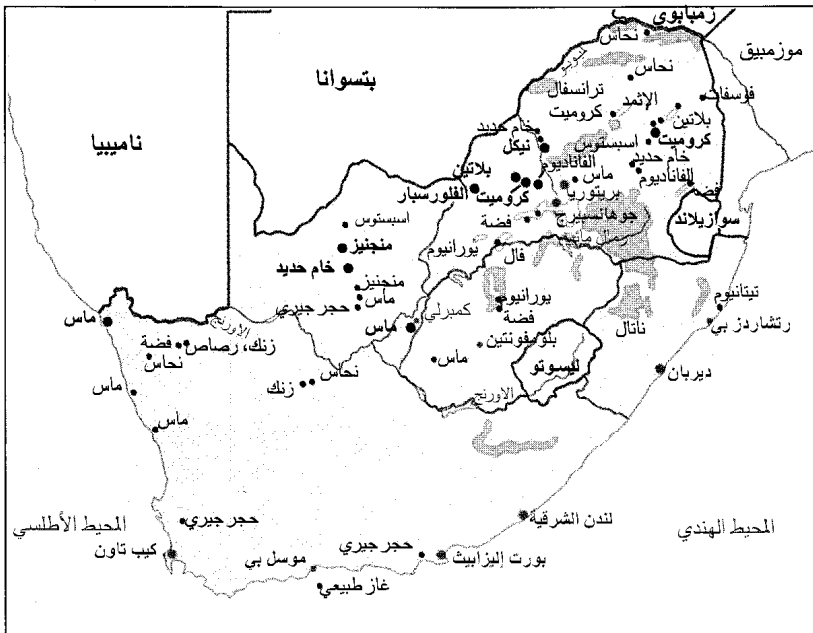 زمبابوي
نحاس
موزمبيق
بتسوانا
نحاس
ترانسفال
فوسفات
الإثمد
كروميت
ناميبيا
بلاتين
خام حديد
كروميت
نيكل
اسبستوس
خام حديد
الفاناديوم
بلاتين
ماس
الفاناديوم
الفلورسبار
كروميت
بريتوريا
فضة
سوازيلاند
جوهانسبيرج
فضة
اسبستوس
يورانيوم
فال
منجنيز
خام حديد
منجنيز
ماس
يورانيوم
تيتانيوم
حجر جيري
كمبرلي
فضة
ناتال
رتشاردز بي
ماس
الاورنج
ماس
بلومفونتين
فضة
زنك، رصاص
نحاس
ماس
ليسوتو
ديربان
نحاس
زنك
ماس
الاورنج
ماس
حجر جيري
لندن الشرقية
المحيط الأطلسي
المحيط الهندي
كيب تاون
حجر جيري
بورت إليزابيث
موسل بي
غاز طبيعي